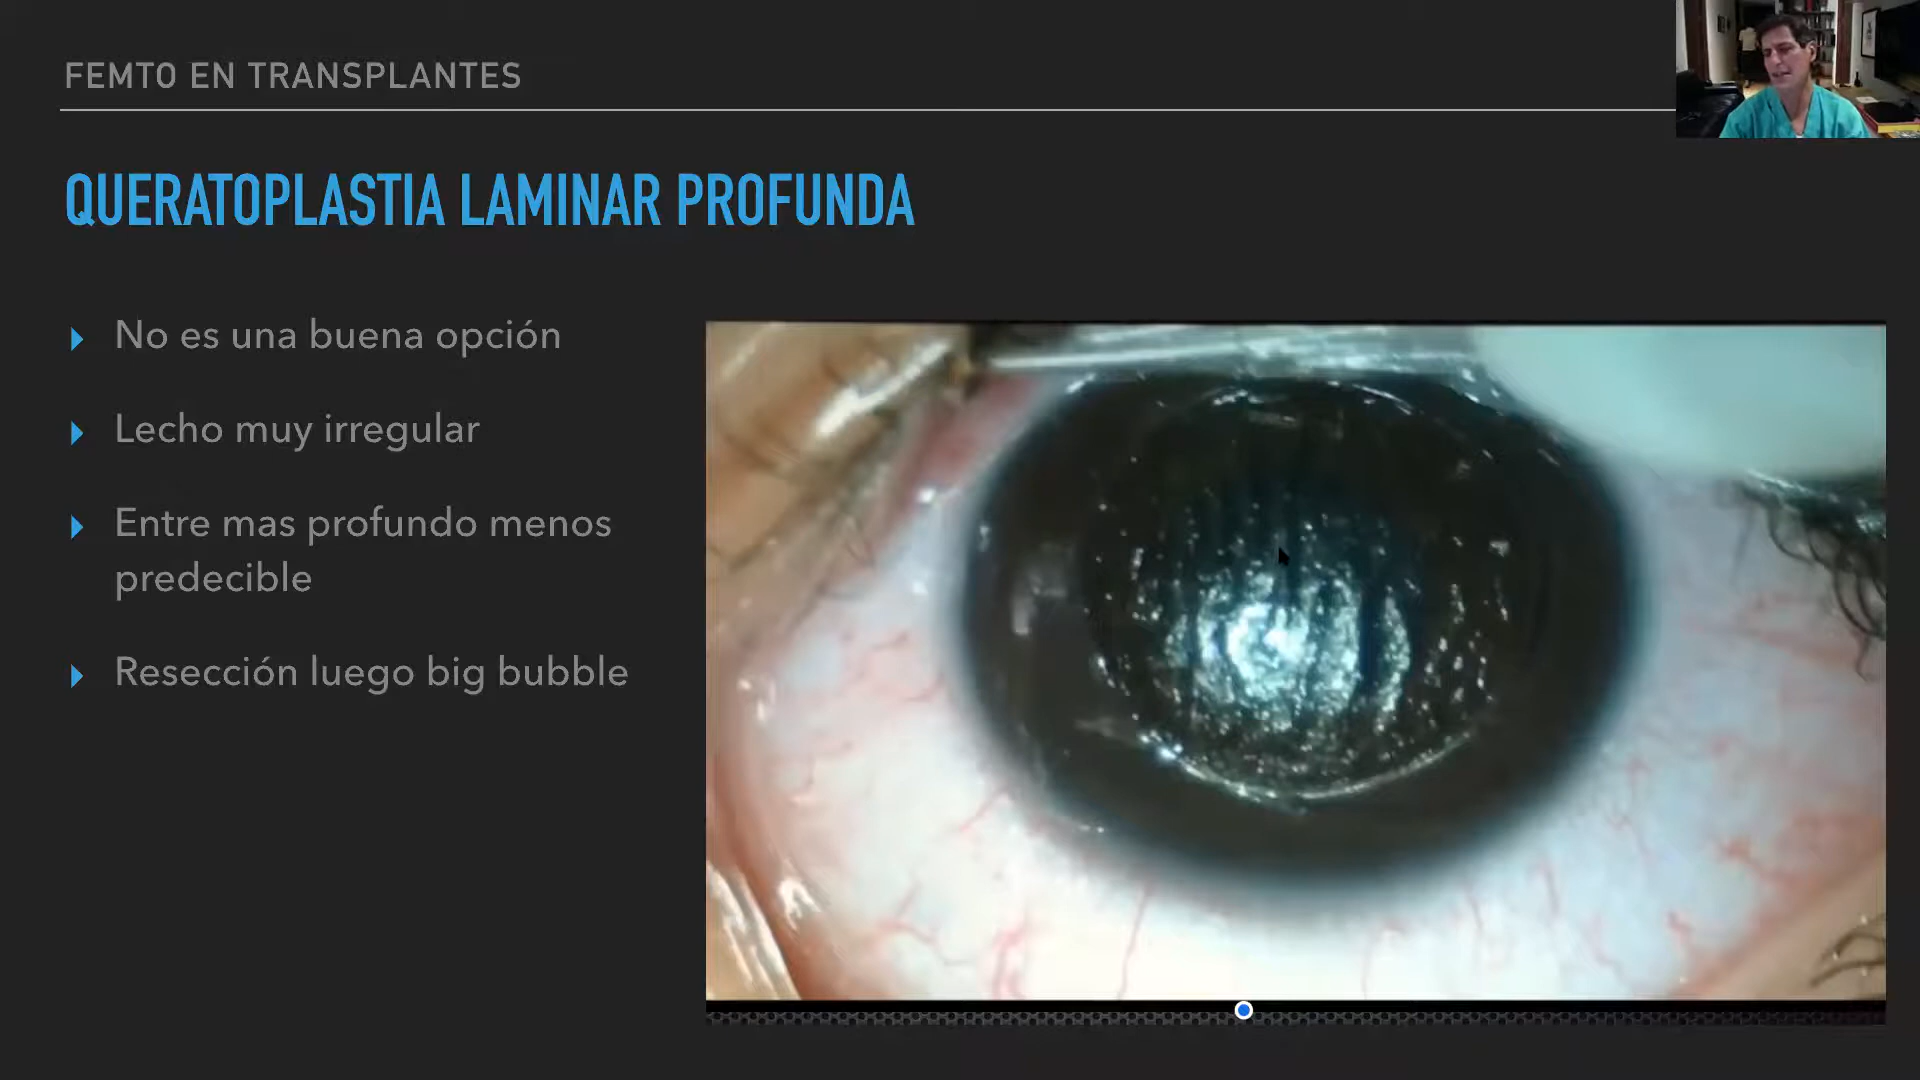 FEMTO EN TRANSPLANTES
QUERATOPLASTIA LAMINAR PROFUNDA
No es una buena opción
Lecho muy irregular
Entre mas profundo menos
predecible
Resección luego big bubble